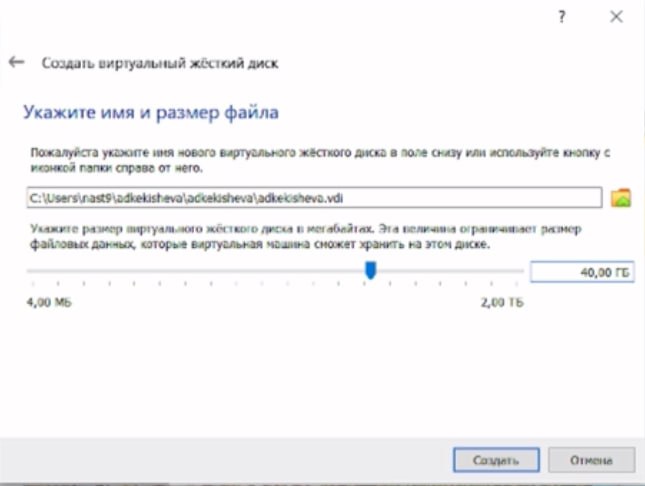 ?
Создать виртуальный жёсткий диск
Укажите имя и размер файла
Пожалуйста укажите имя нового виртуального жёсткого диска в поле снизу или используйте кнопку с
иконкой папки справа от него.
C:\Users\nast9\adkekisheva\adkekisheva\adkekisheva.vdi
Укажите размер виртуального жёсткого диска в мегабайтах. Эта величина ограничивает размер
файловых данных, которые виртуальная машина сможет хранить на этом диске.
40,00 ГБ
4,00 МБ 2,00 ТБ
Создать Отмена